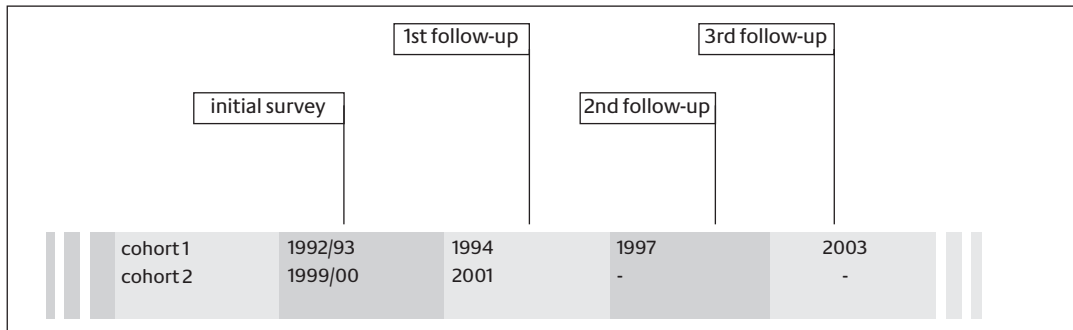 1st follow-up
3rd follow-up
initial survey
2nd follow-up
cohort 1 1992/93 1994 1997 2003
cohort 2 1999/00 2001 - -